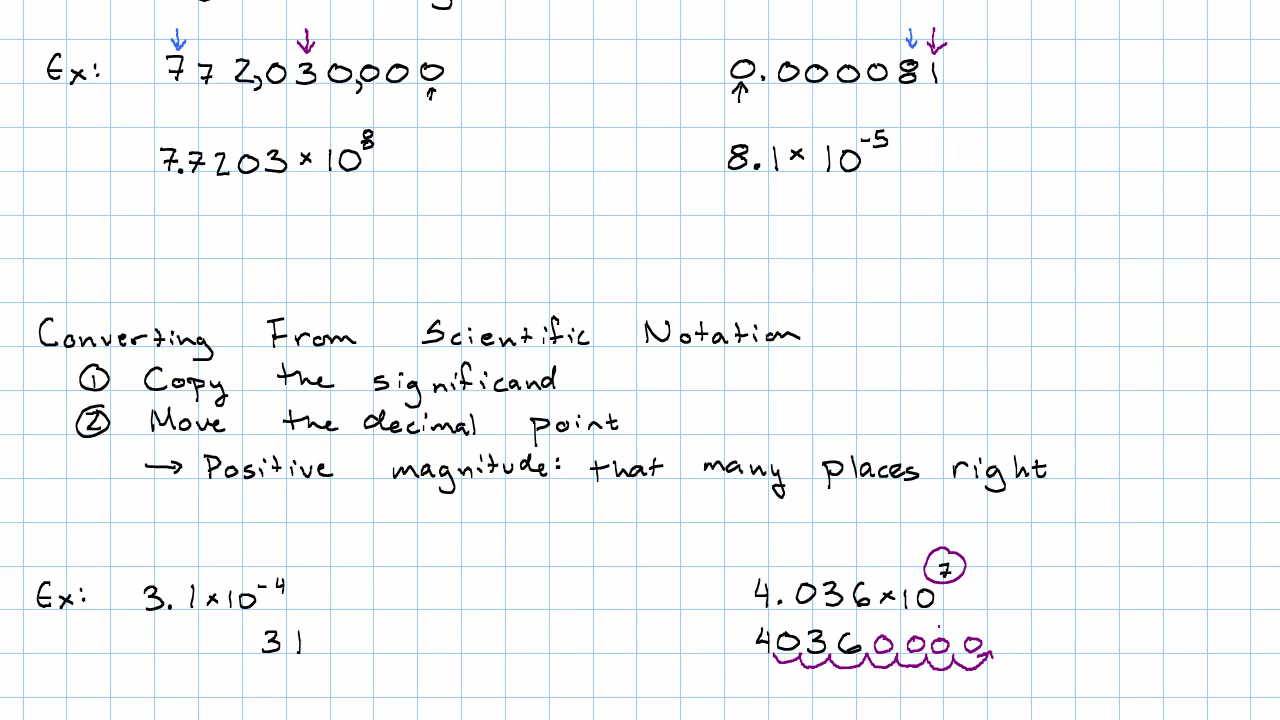 Ex: 772,030,000 0.000081
7.7203 × 10^8 8.1 × 10^-5
Converting From Scientific Notation
① Copy the significand
② Move the decimal point
→ Positive magnitude: that many places right
Ex: 3.1 × 10^-4 4.036 × 10^7
31 40360000